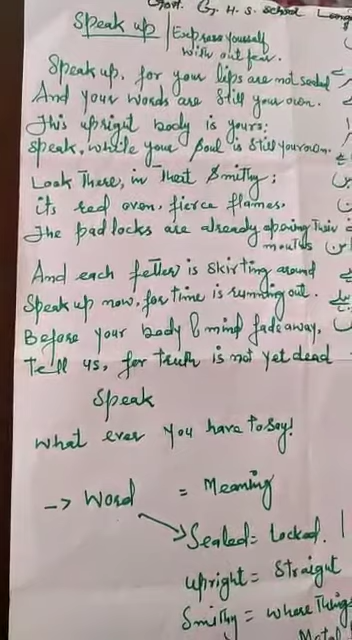 Govt. G. H. S. School
Speak up | Express yourself
with out fear.
Speak up, for your lips are not sealed
And your words are Still your own.
This upright body is yours;
Speak, while your Soul is Still your own.
Look There, in That Smithy;
its red oven, fierce flames.
The pad locks are already opening Their
mouths
And each fetter is skirting around
Speak up now, for time is running out.
Before your body & mind fade away,
Tell us, for truth is not yet dead
Speak
What ever you have to say!
-> Word = Meaning
Sealed = Locked.
upright = Straight
Smithy = where Things
Metal